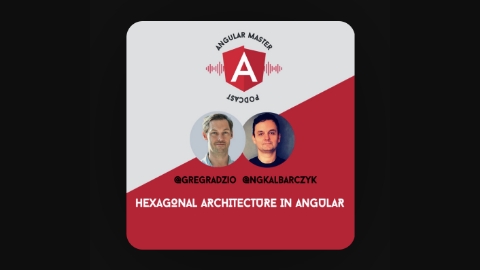 ANGULAR MASTER
A
PODCAST
@GREGRADZIO @NGKALBARCZYK
HEXAGONAL ARCHITECTURE IN ANGULAR